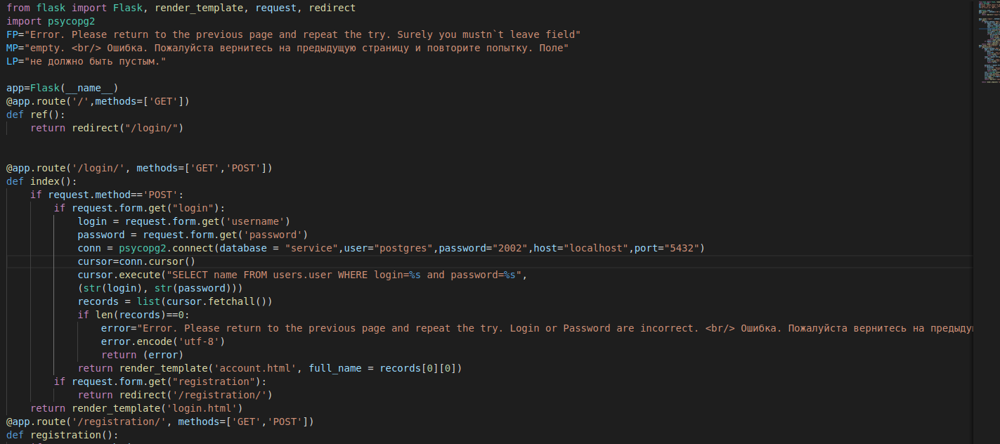 from flask import Flask, render_template, request, redirect
import psycopg2
FP="Error. Please return to the previous page and repeat the try. Surely you mustn`t leave field"
MP="empty. <br/> Ошибка. Пожалуйста вернитесь на предыдущую страницу и повторите попытку. Поле"
LP="не должно быть пустым."
app=Flask(__name__)
@app.route('/',methods=['GET'])
def ref():
    return redirect("/login/")
@app.route('/login/', methods=['GET','POST'])
def index():
    if request.method=='POST':
        if request.form.get("login"):
            login = request.form.get('username')
            password = request.form.get('password')
            conn = psycopg2.connect(database = "service",user="postgres",password="2002",host="localhost",port="5432")
            cursor=conn.cursor()
            cursor.execute("SELECT name FROM users.user WHERE login=%s and password=%s",
            (str(login), str(password)))
            records = list(cursor.fetchall())
            if len(records)==0:
                error="Error. Please return to the previous page and repeat the try. Login or Password are incorrect. <br/> Ошибка. Пожалуйста вернитесь на предыду
                error.encode('utf-8')
                return (error)
            return render_template('account.html', full_name = records[0][0])
        if request.form.get("registration"):
            return redirect('/registration/')
    return render_template('login.html')
@app.route('/registration/', methods=['GET','POST'])
def registration():